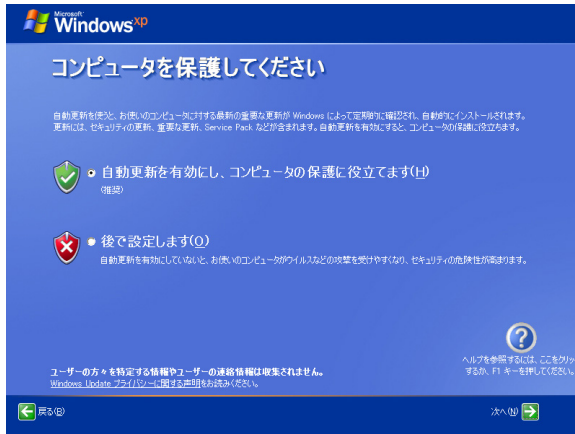 Microsoft
Windows xp
コンピュータを保護してください
自動更新を使うと、お使いのコンピュータに対する最新の重要な更新が Windows によって定期的に確認され、自動的にインストールされます。
更新には、セキュリティの更新、重要な更新、Service Pack などが含まれます。自動更新を有効にすると、コンピュータの保護に役立ちます。
自動更新を有効にし、コンピュータの保護に役立てます(H)
(推奨)
後で設定します(O)
自動更新を有効にしていないと、お使いのコンピュータがウイルスなどの攻撃を受けやすくなり、セキュリティの危険性が高まります。
ヘルプを参照するには、ここをクリッ
するか、F1 キーを押してください。
ユーザーの方々を特定する情報やユーザーの連絡情報は収集されません。
Windows Update プライバシーに関する声明をお読みください。
戻る(B)
次へ(N)